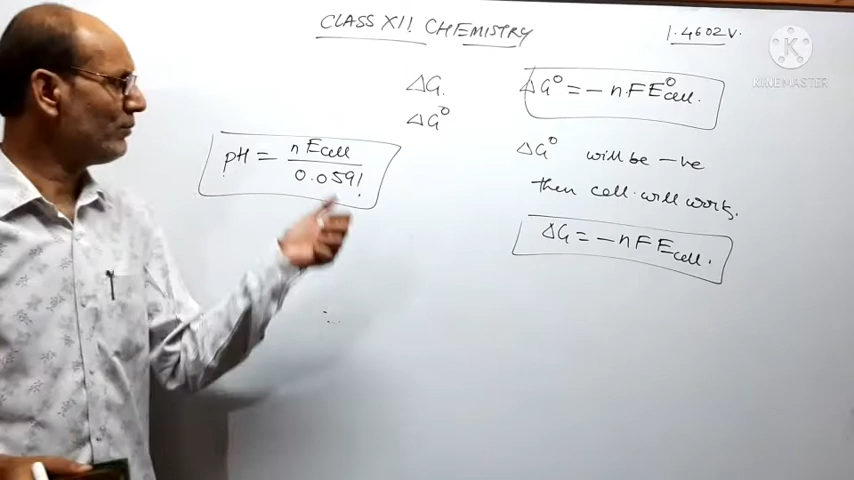 CLASS XII CHEMISTRY
1.4602V.
K
KINEMASTER
ΔG.
ΔG°
pH = nEcell / 0.0591
ΔG° = -nFE°cell.
ΔG° will be -ve
then cell will work.
ΔG = -nFEcell.